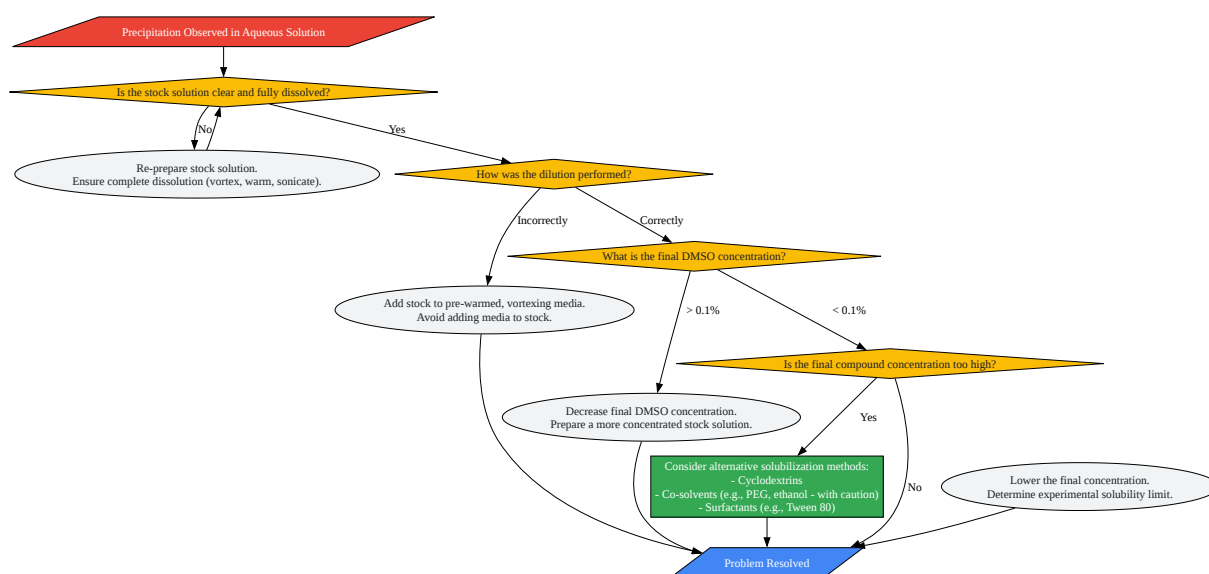 Precipitation Observed in Aqueous Solution
Is the stock solution clear and fully dissolved?
No
Yes
Re-prepare stock solution.
Ensure complete dissolution (vortex, warm, sonicate).
How was the dilution performed?
Incorrectly
Correctly
What is the final DMSO concentration?
Add stock to pre-warmed, vortexing media.
Avoid adding media to stock.
> 0.1%
< 0.1%
Is the final compound concentration too high?
Decrease final DMSO concentration.
Prepare a more concentrated stock solution.
Yes
Consider alternative solubilization methods:
- Cyclodextrins
- Co-solvents (e.g., PEG, ethanol - with caution)
- Surfactants (e.g., Tween 80)
No
Lower the final concentration.
Determine experimental solubility limit.
Problem Resolved